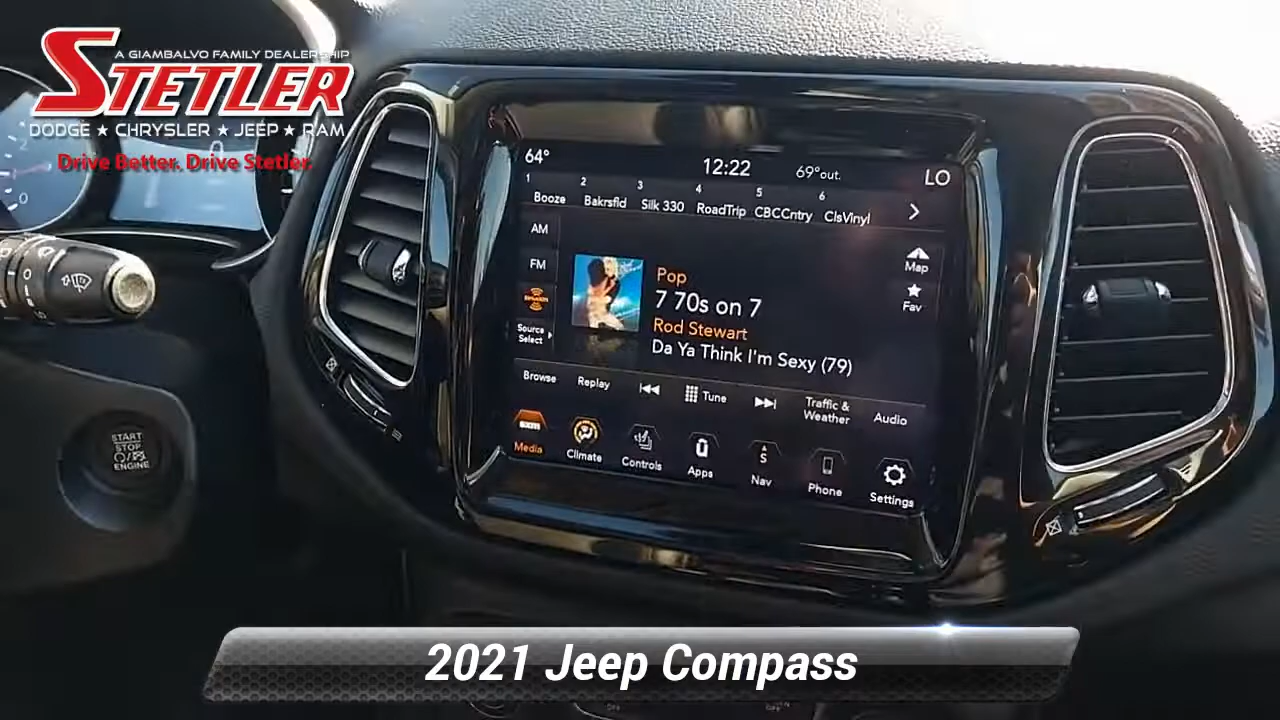 A GIAMBALVO FAMILY DEALERSHIP
STETLER
DODGE ★ CHRYSLER ★ JEEP ★ RAM
Drive Better. Drive Stetler.
64° 12:22 69°out. LO
1 2 3 4 5 6
Booze Bakrsfld Silk 330 RoadTrip CBCCntry ClsVinyl
AM
FM
Map
Fav
Pop
7 70s on 7
Rod Stewart
Da Ya Think I'm Sexy (79)
Source
Select
Browse Replay Tune Traffic &
Weather Audio
sxm
Media Climate Controls Apps Nav Phone Settings
START
STOP
ENGINE
2021 Jeep Compass